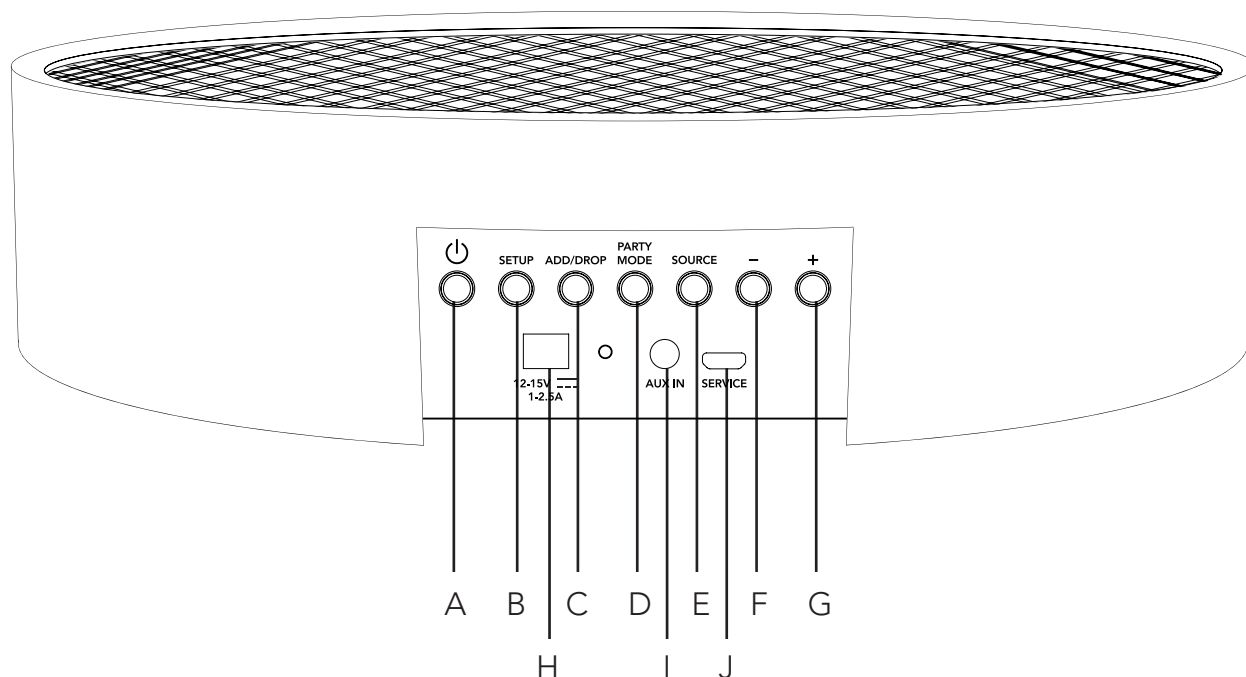 PARTY
SETUP ADD/DROP MODE SOURCE − +
12-15V
1-2.5A
AUX IN SERVICE
A B C D E F G
H I J